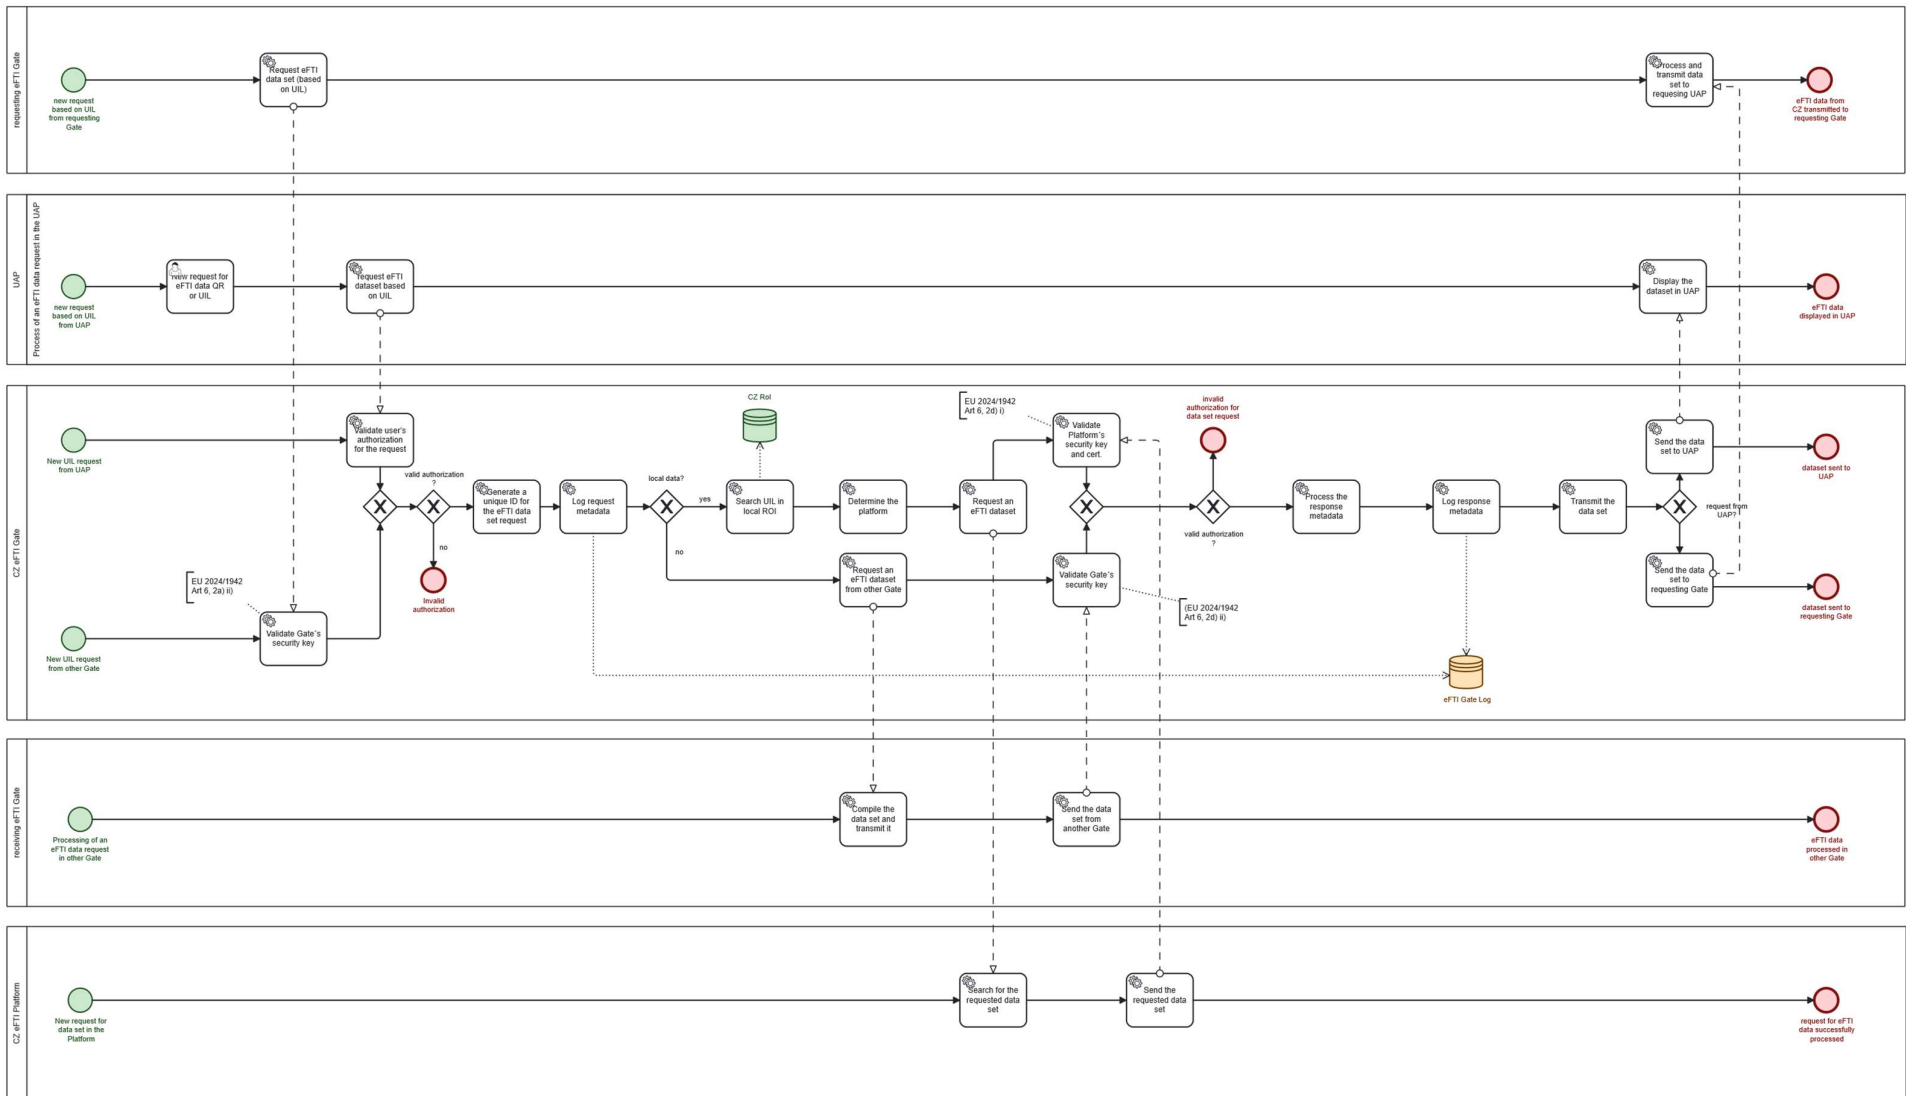 requesting eFTI Gate
new request
based on UIL
from requesting
Gate
Request eFTI
data set (based
on UIL)
Process and
transmit data
set to
requesing UAP
eFTI data from
CZ transmitted to
requesting Gate
UAP
Process of an eFTI data request in the UAP
new request
based on UIL
from UAP
New request for
eFTI data QR
or UIL
request eFTI
dataset based
on UIL
Display the
dataset in UAP
eFTI data
displayed in UAP
CZ eFTI Gate
New UIL request
from UAP
Validate user's
authorization
for the request
valid authorization
?
no
Invalid
authorization
EU 2024/1942
Art 6, 2a) ii)
New UIL request
from other Gate
Validate Gate´s
security key
Generate a
unique ID for
the eFTI data
set request
Log request
metadata
local data?
yes
no
CZ RoI
Search UIL in
local ROI
Determine the
platform
Request an
eFTI dataset
Request an
eFTI dataset
from other Gate
EU 2024/1942
Art 6, 2d) i)
Validate
Platform´s
security key
and cert.
Validate Gate´s
security key
(EU 2024/1942
Art 6, 2d) ii)
invalid
authorization for
data set request
valid authorization
?
Process the
response
metadata
Log response
metadata
eFTI Gate Log
Transmit the
data set
request from
UAP?
Send the data
set to UAP
dataset sent to
UAP
Send the data
set to
requesting Gate
dataset sent to
requesting Gate
receiving eFTI Gate
Processing of an
eFTI data request
in other Gate
Compile the
data set and
transmit it
Send the data
set from
another Gate
eFTI data
processed in
other Gate
CZ eFTI Platform
New request for
data set in the
Platform
Search for the
requested data
set
Send the
requested data
set
request for eFTI
data successfully
processed